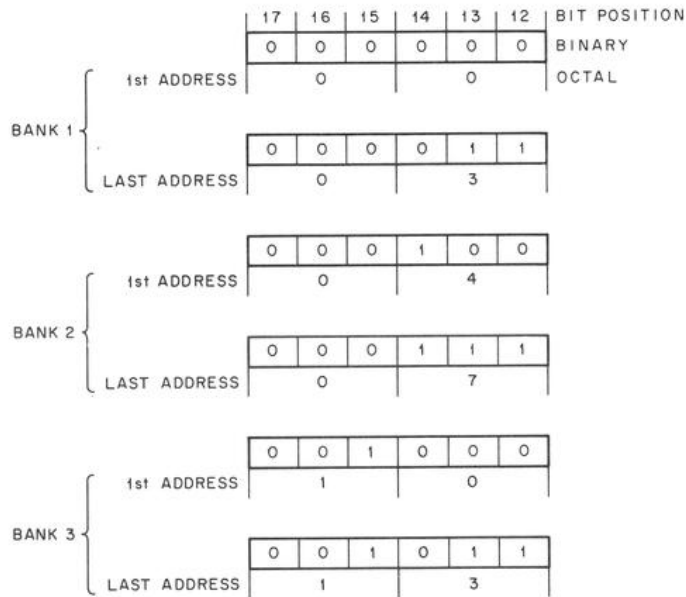 17 16 15 14 13 12 BIT POSITION
0 0 0 0 0 0 BINARY
1st ADDRESS 0 0 OCTAL
BANK 1
0 0 0 0 1 1
LAST ADDRESS 0 3
0 0 0 1 0 0
1st ADDRESS 0 4
BANK 2
0 0 0 1 1 1
LAST ADDRESS 0 7
0 0 1 0 0 0
1st ADDRESS 1 0
BANK 3
0 0 1 0 1 1
LAST ADDRESS 1 3